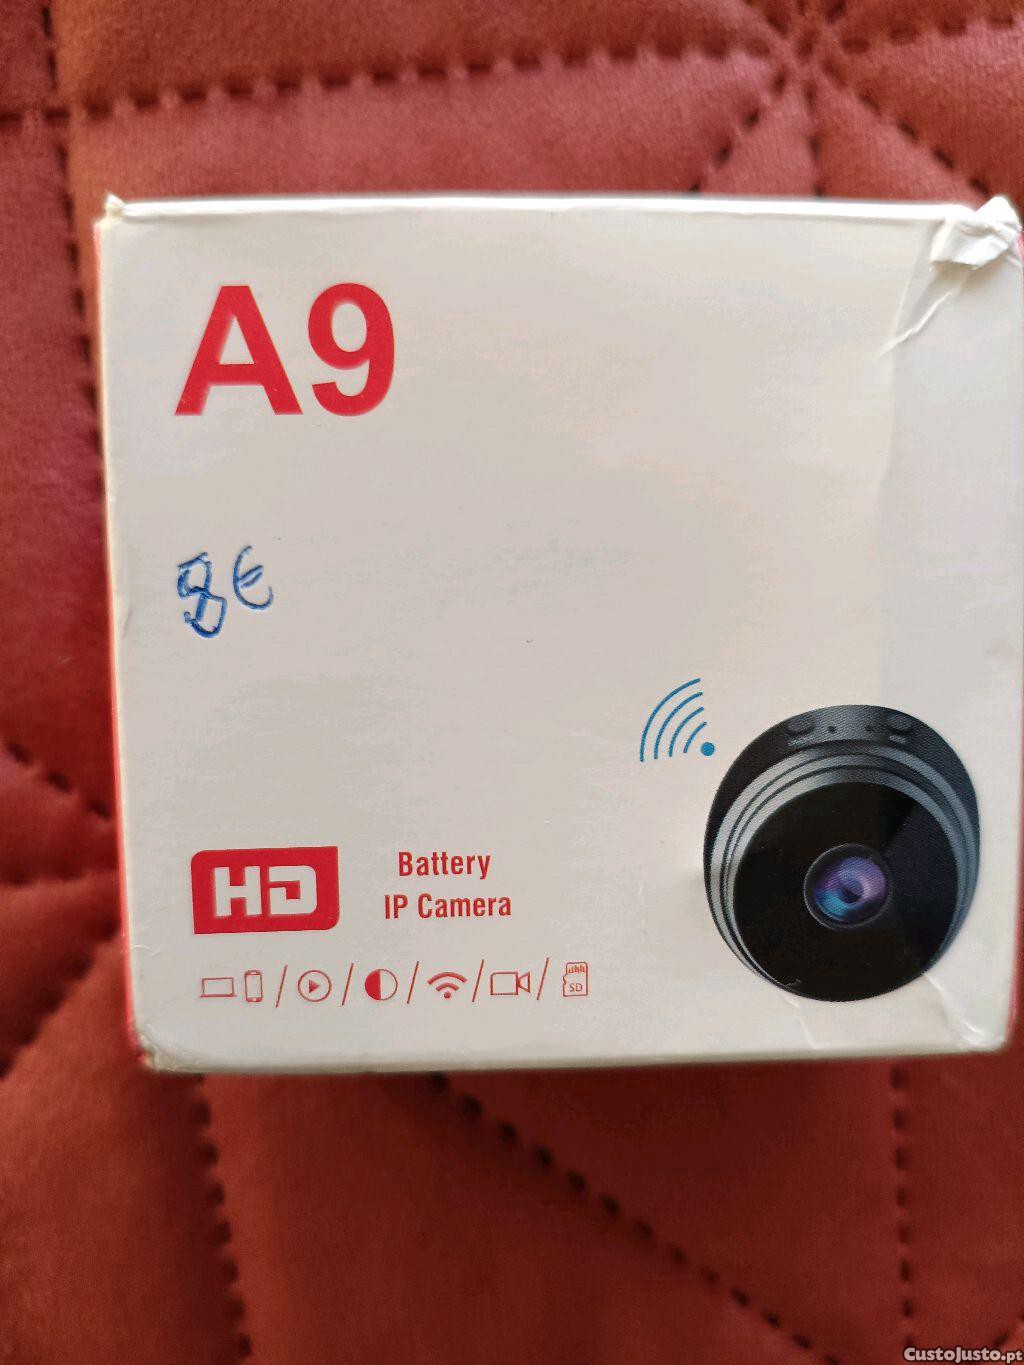 A9
8€
HD
Battery
IP Camera
SD
CustoJusto.pt